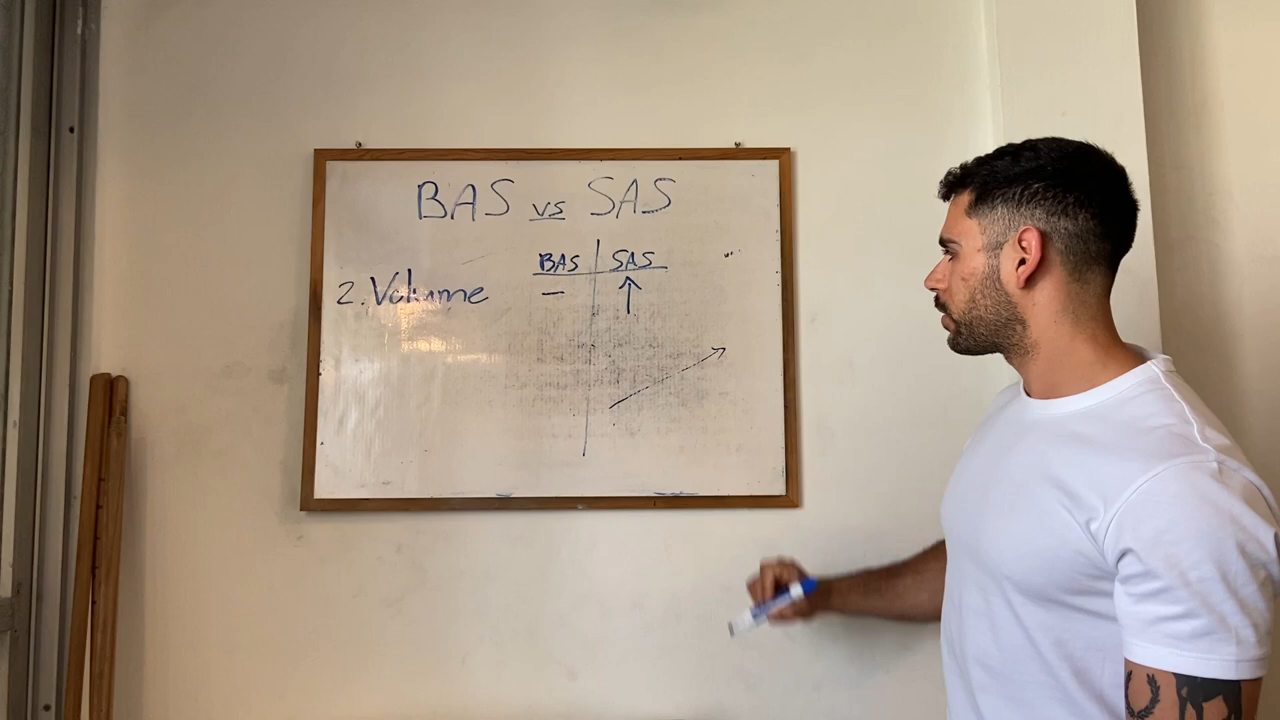 BAS vs SAS
BAS SAS
2. Volume – ↑